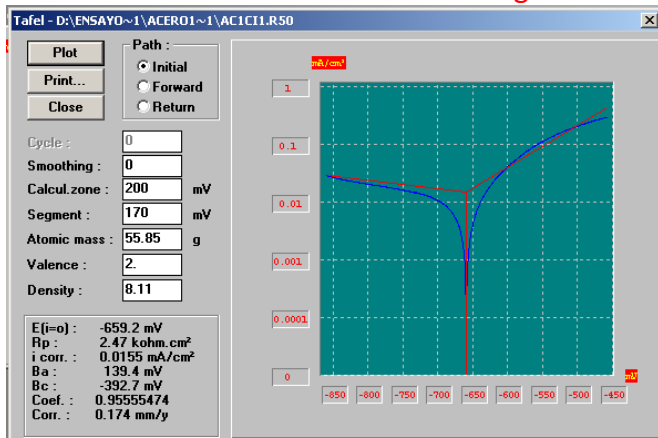 Tafel - D:\ENSAYO~1\ACERO1~1\AC1CI1.R50
Plot
Print...
Close
Path :
Initial
Forward
Return
Cycle : 0
Smoothing : 0
Calcul.zone : 200 mV
Segment : 170 mV
Atomic mass : 55.85 g
Valence : 2.
Density : 8.11
E(i=o) : -659.2 mV
Rp : 2.47 kohm.cm²
i corr. : 0.0155 mA/cm²
Ba : 139.4 mV
Bc : -392.7 mV
Coef. : 0.95555474
Corr. : 0.174 mm/y
mA/cm²
1
0.1
0.01
0.001
0.0001
0
mV
-850 -800 -750 -700 -650 -600 -550 -500 -450